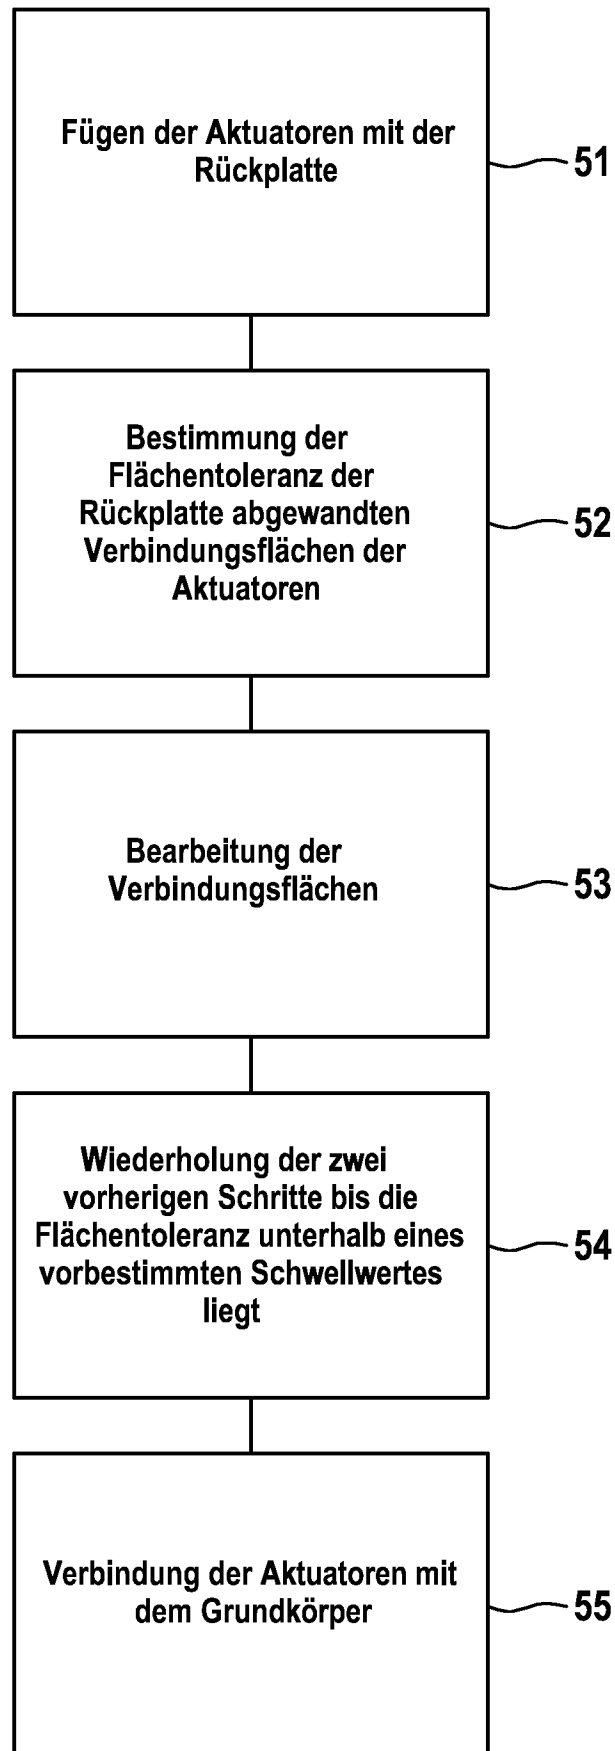 Fügen der Aktuatoren mit der
Rückplatte
51
Bestimmung der
Flächentoleranz der
Rückplatte abgewandten
Verbindungsflächen der
Aktuatoren
52
Bearbeitung der
Verbindungsflächen
53
Wiederholung der zwei
vorherigen Schritte bis die
Flächentoleranz unterhalb eines
vorbestimmten Schwellwertes
liegt
54
Verbindung der Aktuatoren mit
dem Grundkörper
55